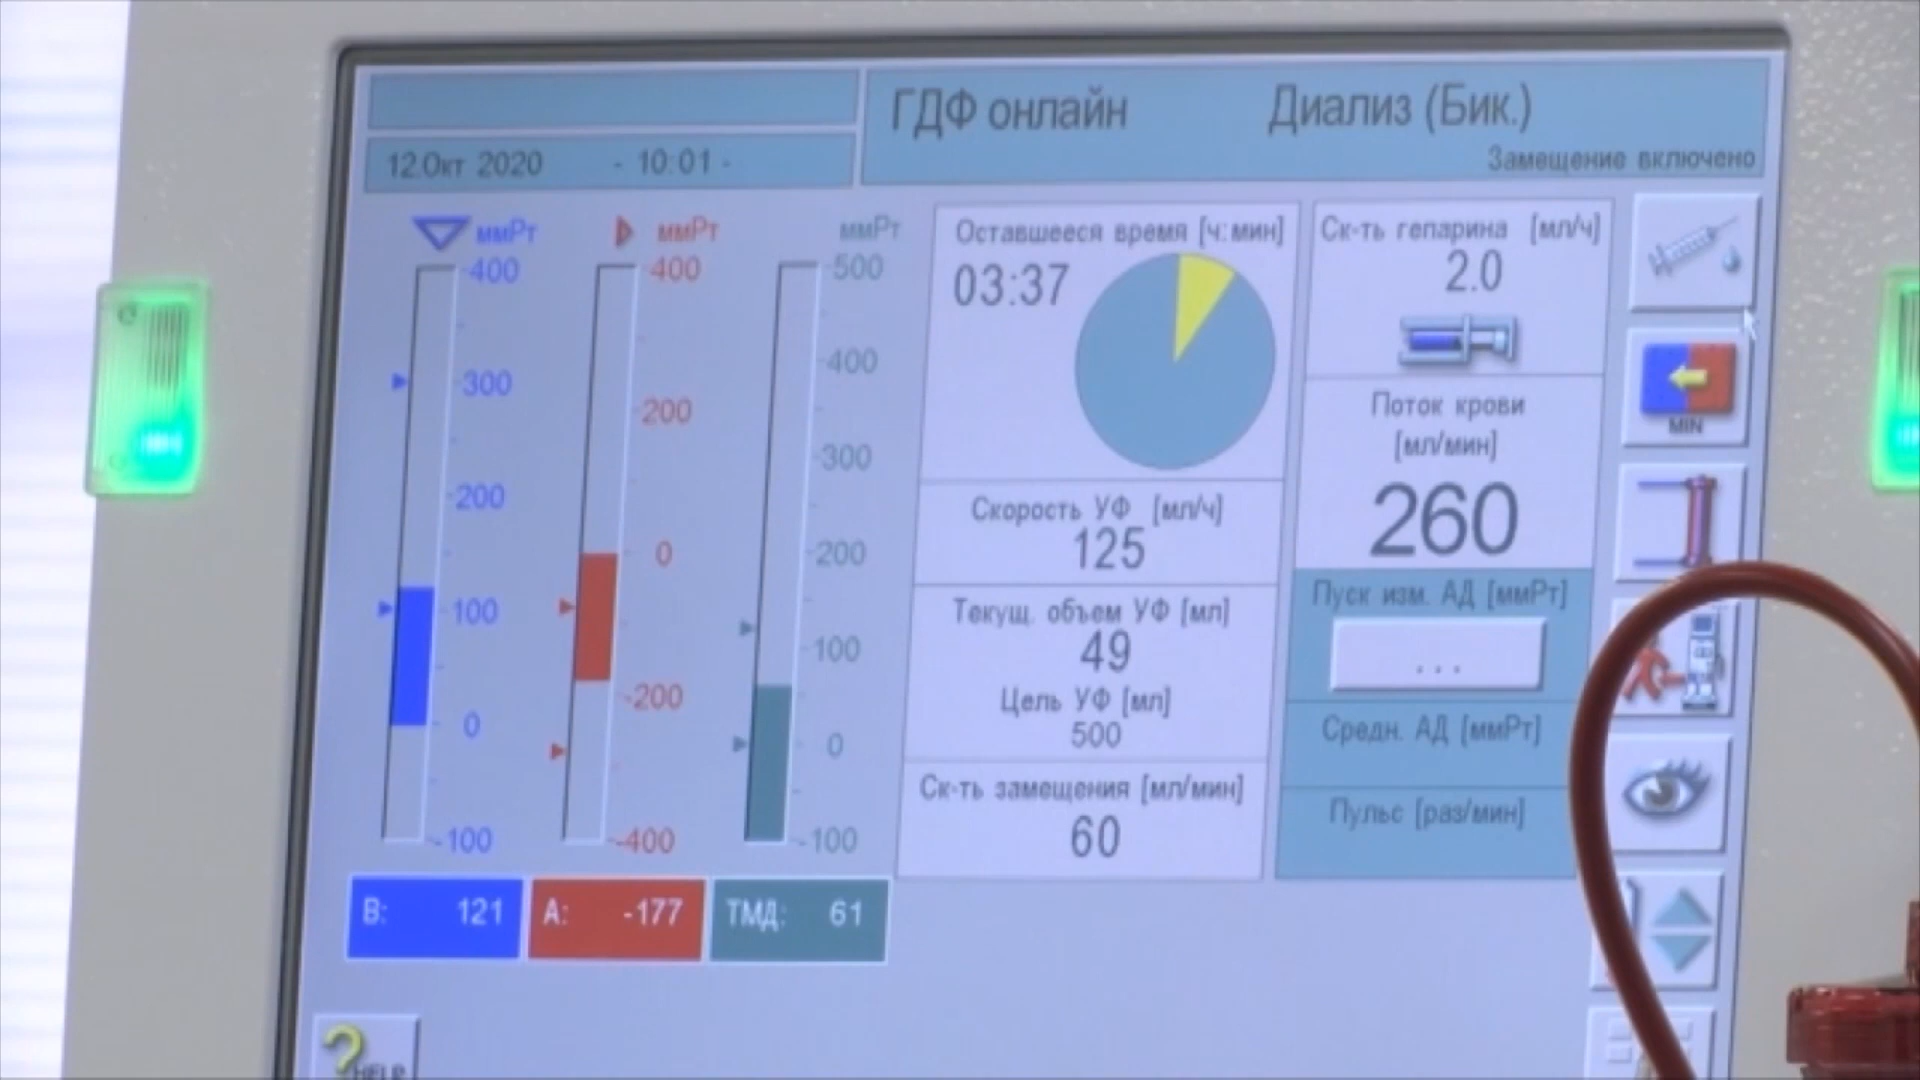 ГДФ онлайн Диализ (Бик.)
12.Окт 2020 - 10:01 -
Замещение включено
ммРт ммРт ммРт
400 400 500
300 200 400
200 0 300
100 -200 200
0 -400 100
-100 0
-100
В: 121 А: -177 ТМД: 61
Оставшееся время [ч:мин]
03:37
Скорость УФ [мл/ч]
125
Текущ. объем УФ [мл]
49
Цель УФ [мл]
500
Ск-ть замещения [мл/мин]
60
Ск-ть гепарина [мл/ч]
2.0
Поток крови
[мл/мин]
260
Пуск изм. АД [ммРт]
...
Средн. АД [ммРт]
Пульс [раз/мин]
MIN
? HELP